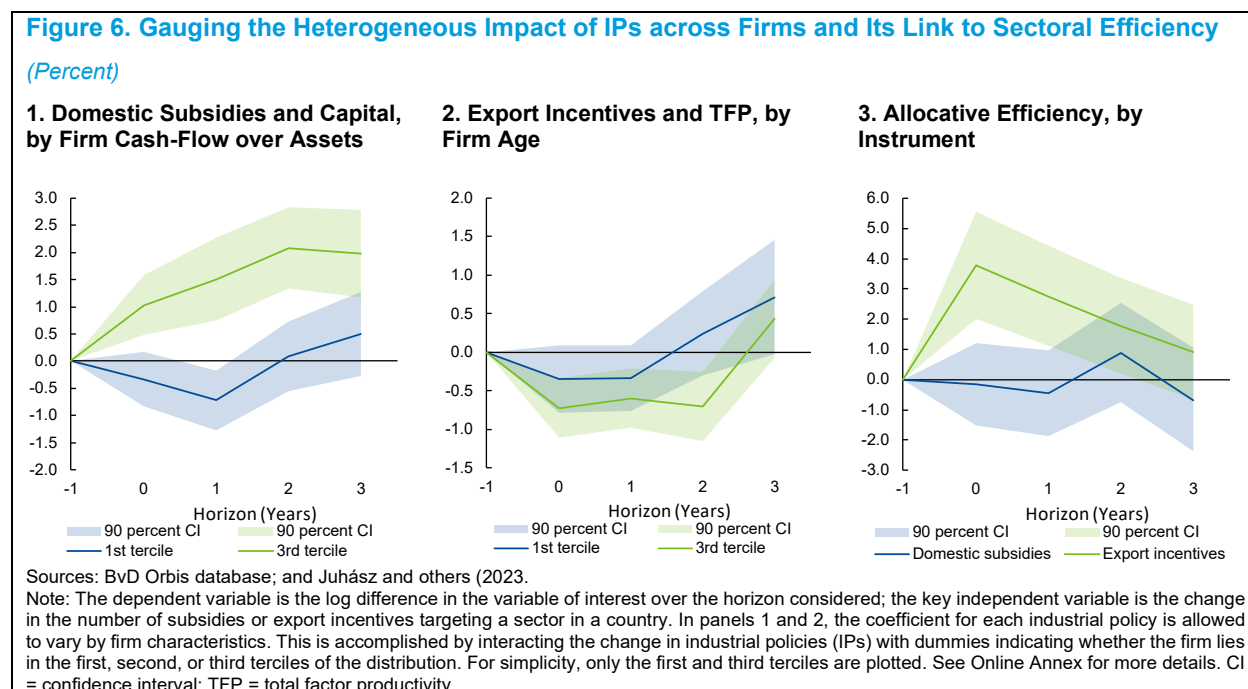 Figure 6. Gauging the Heterogeneous Impact of IPs across Firms and Its Link to Sectoral Efficiency
(Percent)
1. Domestic Subsidies and Capital,
by Firm Cash-Flow over Assets
3.0
2.5
2.0
1.5
1.0
0.5
0.0
-0.5
-1.0
-1.5
-2.0
-1 0 1 2 3
Horizon (Years)
90 percent CI 90 percent CI
1st tercile 3rd tercile
2. Export Incentives and TFP, by
Firm Age
2.0
1.5
1.0
0.5
0.0
-0.5
-1.0
-1.5
-1 0 1 2 3
Horizon (Years)
90 percent CI 90 percent CI
1st tercile 3rd tercile
3. Allocative Efficiency, by
Instrument
6.0
5.0
4.0
3.0
2.0
1.0
0.0
-1.0
-2.0
-3.0
-1 0 1 2 3
Horizon (Years)
90 percent CI 90 percent CI
Domestic subsidies Export incentives
Sources: BvD Orbis database; and Juhász and others (2023.
Note: The dependent variable is the log difference in the variable of interest over the horizon considered; the key independent variable is the change
in the number of subsidies or export incentives targeting a sector in a country. In panels 1 and 2, the coefficient for each industrial policy is allowed
to vary by firm characteristics. This is accomplished by interacting the change in industrial policies (IPs) with dummies indicating whether the firm lies
in the first, second, or third terciles of the distribution. For simplicity, only the first and third terciles are plotted. See Online Annex for more details. CI
= confidence interval; TFP = total factor productivity